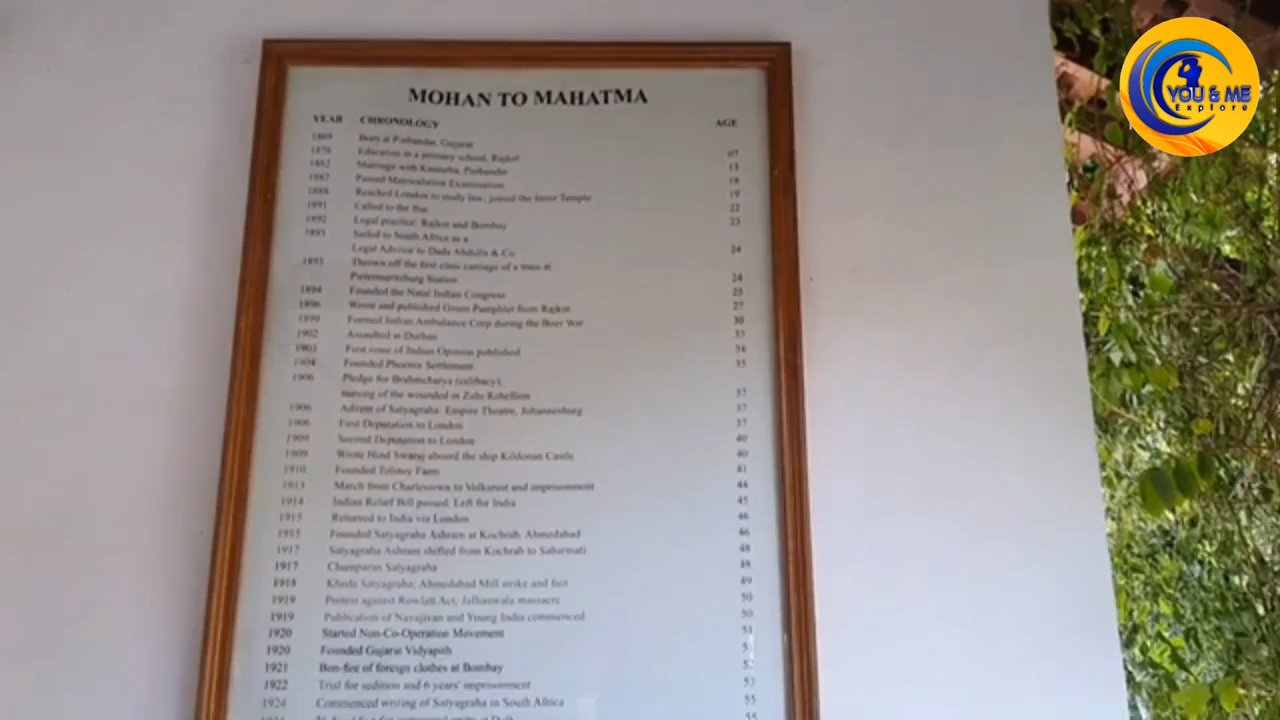 MOHAN TO MAHATMA
YEAR CHRONOLOGY AGE
1869 Born at Porbandar, Gujarat
1876 Education in a primary school, Rajkot 07
1882 Marriage with Kasturba, Porbandar 13
1887 Passed Matriculation Examination 18
1888 Reached London to study law, joined the Inner Temple 19
1891 Called to the Bar 22
1892 Legal practice: Rajkot and Bombay 23
1893 Sailed to South Africa as a
Legal Advisor to Dada Abdulla & Co. 24
1893 Thrown off the first class carriage of a train at
Pietermaritzburg Station 24
1894 Founded the Natal Indian Congress 25
1896 Wrote and published Green Pamphlet from Rajkot 27
1899 Formed Indian Ambulance Corp during the Boer War 30
1902 Assaulted at Durban 33
1903 First issue of Indian Opinion published 34
1904 Founded Phoenix Settlement 35
1906 Pledge for Brahmcharya (celibacy),
nursing of the wounded in Zulu Rebellion 37
1906 Advent of Satyagraha: Empire Theatre, Johannesburg 37
1906 First Deputation to London 37
1909 Second Deputation to London 40
1909 Wrote Hind Swaraj aboard the ship Kildonan Castle 40
1910 Founded Tolstoy Farm 41
1913 March from Charlestown to Volksrust and imprisonment 44
1914 Indian Relief Bill passed, Left for India 45
1915 Returned to India via London 46
1915 Founded Satyagraha Ashram at Kochrab, Ahmedabad 46
1917 Satyagraha Ashram shifted from Kochrab to Sabarmati 48
1917 Champaran Satyagraha 48
1918 Kheda Satyagraha; Ahmedabad Mill strike and fast 49
1919 Protest against Rowlatt Act; Jallianwala massacre 50
1919 Publication of Navajivan and Young India commenced 50
1920 Started Non-Co-Operation Movement 51
1920 Founded Gujarat Vidyapith
1921 Bon-fire of foreign clothes at Bombay
1922 Trial for sedition and 6 years' imprisonment 53
1924 Commenced writing of Satyagraha in South Africa 55
55
YOU & ME
Explore